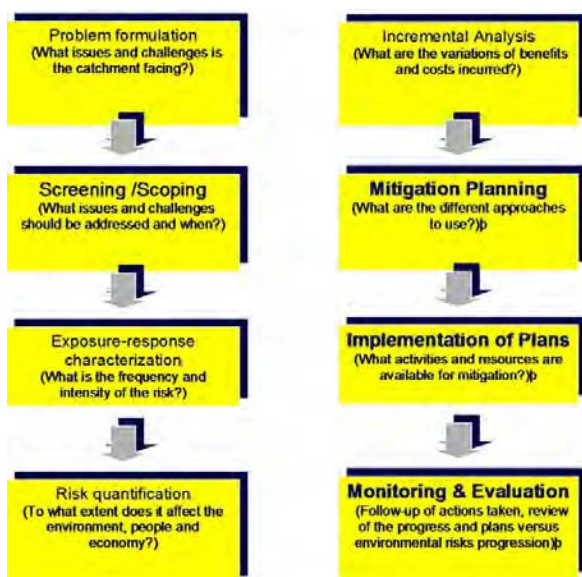 Problem formulation
(What issues and challenges is
the catchment facing?)
Screening /Scoping
(What issues and challenges
should be addressed and when?)
Exposure-response
characterization
(What is the frequency and
intensity of the risk?)
Risk quantification
(To what extent does it affect the
environment, people and
economy?)
Incremental Analysis
(What are the variations of benefits
and costs incurred?)
Mitigation Planning
(What are the different approaches
to use?)þ
Implementation of Plans
(What activities and resources are
available for mitigation?)þ
Monitoring & Evaluation
(Follow-up of actions taken, review
of the progress and plans versus
environmental risks progression)þ